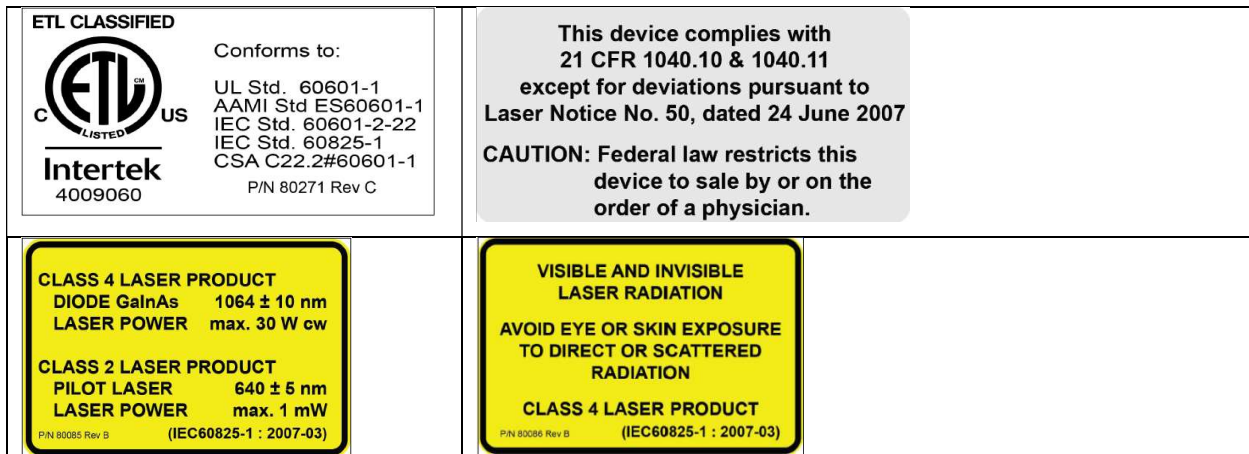 ETL CLASSIFIED
ETL CM
C US
LISTED
Intertek
4009060
Conforms to:
UL Std. 60601-1
AAMI Std ES60601-1
IEC Std. 60601-2-22
IEC Std. 60825-1
CSA C22.2#60601-1
P/N 80271 Rev C
This device complies with
21 CFR 1040.10 & 1040.11
except for deviations pursuant to
Laser Notice No. 50, dated 24 June 2007
CAUTION: Federal law restricts this
device to sale by or on the
order of a physician.
CLASS 4 LASER PRODUCT
DIODE GaInAs 1064 ± 10 nm
LASER POWER max. 30 W cw
CLASS 2 LASER PRODUCT
PILOT LASER 640 ± 5 nm
LASER POWER max. 1 mW
P/N 80085 Rev B (IEC60825-1 : 2007-03)
VISIBLE AND INVISIBLE
LASER RADIATION
AVOID EYE OR SKIN EXPOSURE
TO DIRECT OR SCATTERED
RADIATION
CLASS 4 LASER PRODUCT
P/N 80086 Rev B (IEC60825-1 : 2007-03)